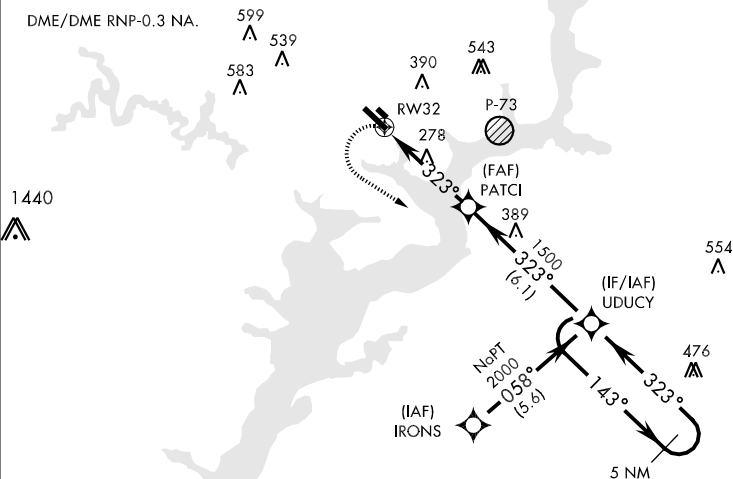 DME/DME RNP-0.3 NA.
599
539
583
390
543
RW32
P-73
278
(FAF)
PATCI
323°
1440
389
1500
323°
(6.1)
554
(IF/IAF)
UDUCY
NoPT
2000
058°
(5.6)
476
323°
143°
(IAF)
IRONS
5 NM